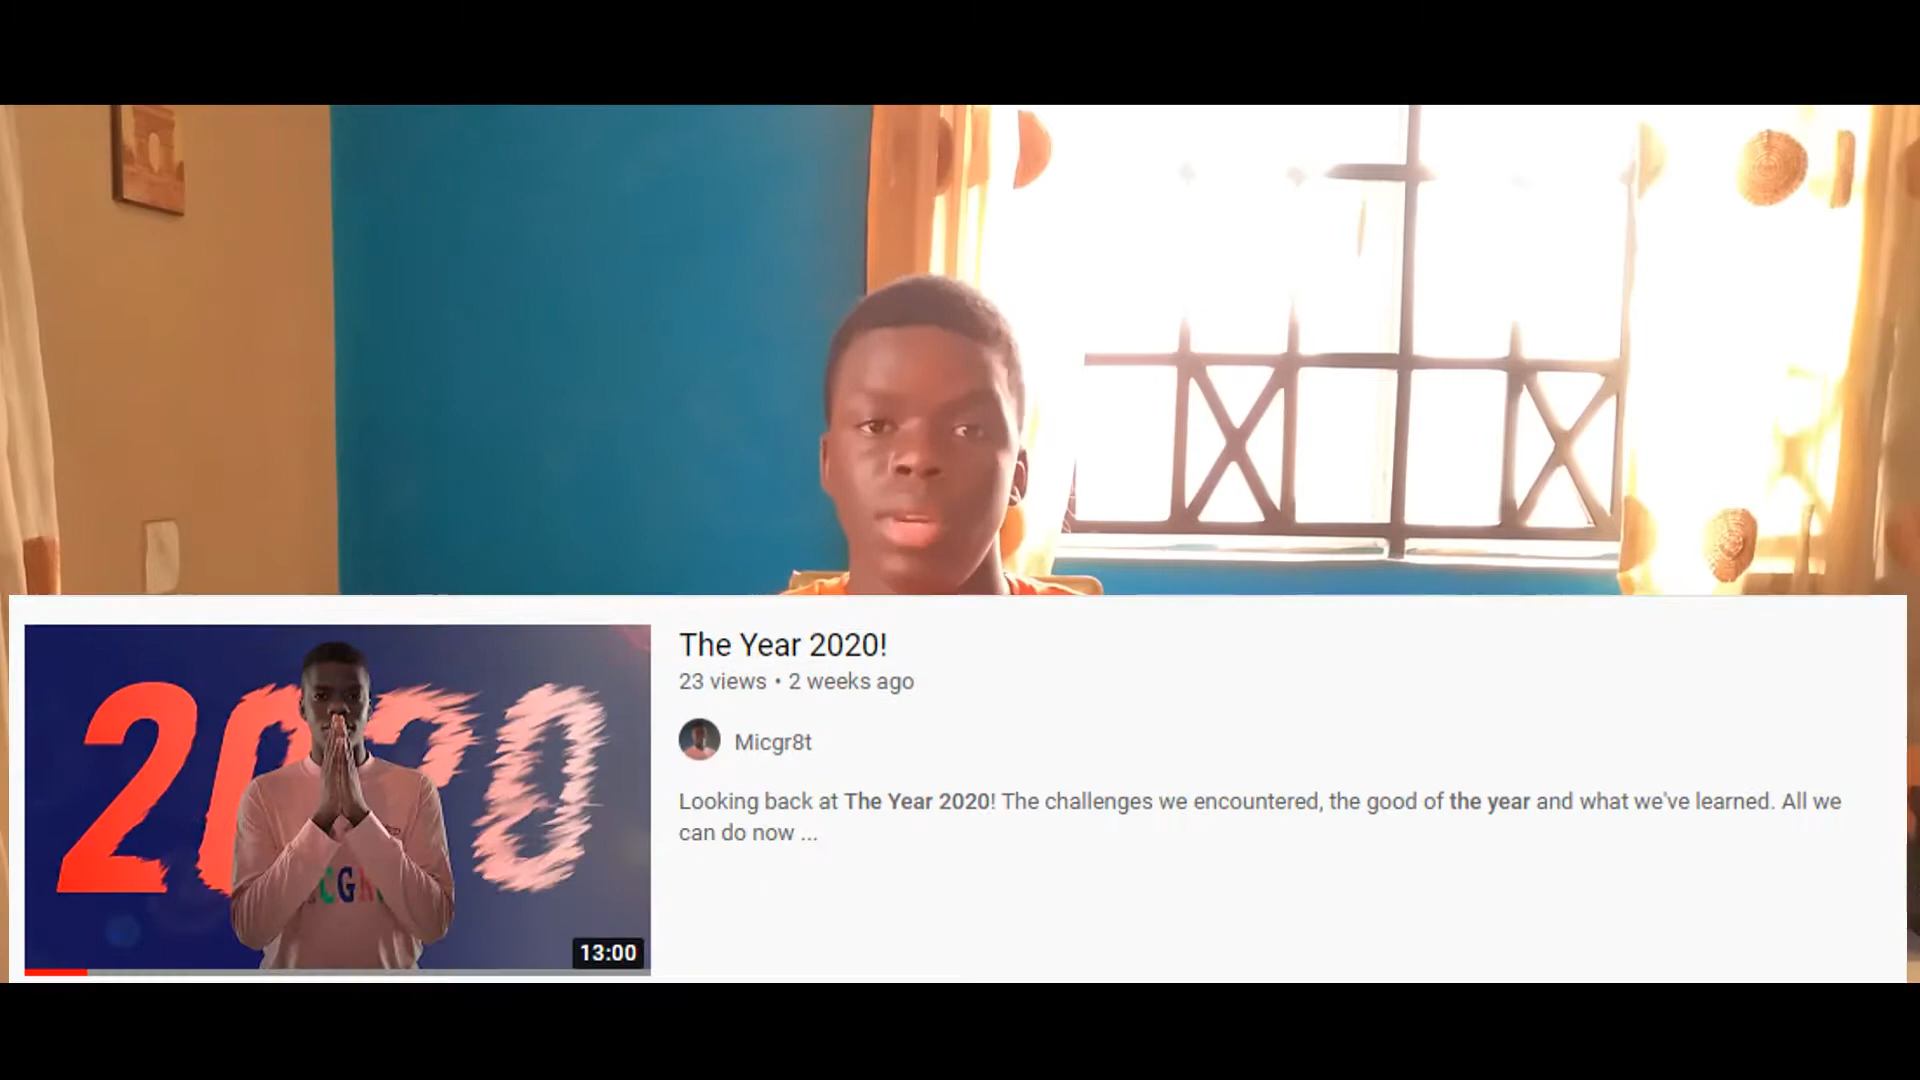 The Year 2020!
23 views • 2 weeks ago
Micgr8t
Looking back at The Year 2020! The challenges we encountered, the good of the year and what we've learned. All we
can do now ...
2020
13:00